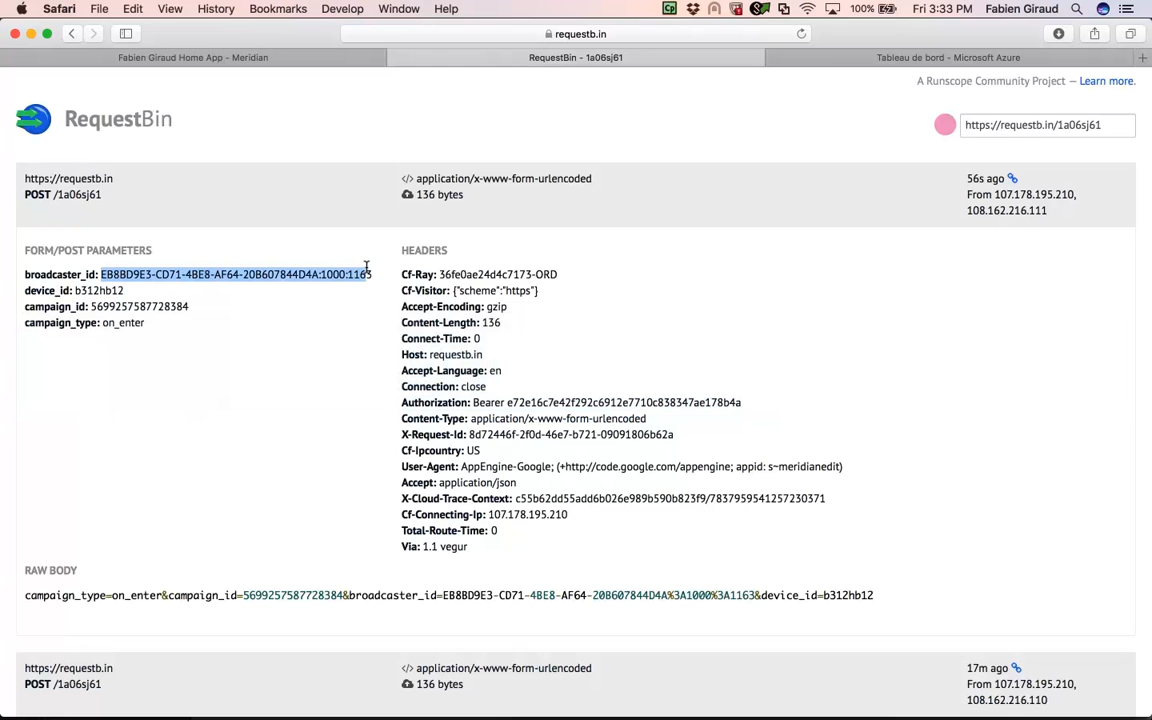 Safari File Edit View History Bookmarks Develop Window Help 100% Fri 3:33 PM Fabien Giraud
requestb.in
Fabien Giraud Home App - Meridian RequestBin - 1a06sj61 Tableau de bord - Microsoft Azure
A Runscope Community Project — Learn more.
RequestBin
https://requestb.in/1a06sj61
https://requestb.in
POST /1a06sj61
</> application/x-www-form-urlencoded
136 bytes
56s ago
From 107.178.195.210,
108.162.216.111
FORM/POST PARAMETERS
broadcaster_id: EB8BD9E3-CD71-4BE8-AF64-20B607844D4A:1000:1163
device_id: b312hb12
campaign_id: 5699257587728384
campaign_type: on_enter
HEADERS
Cf-Ray: 36fe0ae24d4c7173-ORD
Cf-Visitor: {"scheme":"https"}
Accept-Encoding: gzip
Content-Length: 136
Connect-Time: 0
Host: requestb.in
Accept-Language: en
Connection: close
Authorization: Bearer e72e16c7e42f292c6912e7710c838347ae178b4a
Content-Type: application/x-www-form-urlencoded
X-Request-Id: 8d72446f-2f0d-46e7-b721-09091806b62a
Cf-Ipcountry: US
User-Agent: AppEngine-Google; (+http://code.google.com/appengine; appid: s~meridianedit)
Accept: application/json
X-Cloud-Trace-Context: c55b62dd55add6b026e989b590b823f9/7837959541257230371
Cf-Connecting-Ip: 107.178.195.210
Total-Route-Time: 0
Via: 1.1 vegur
RAW BODY
campaign_type=on_enter&campaign_id=5699257587728384&broadcaster_id=EB8BD9E3-CD71-4BE8-AF64-20B607844D4A%3A1000%3A1163&device_id=b312hb12
https://requestb.in
POST /1a06sj61
</> application/x-www-form-urlencoded
136 bytes
17m ago
From 107.178.195.210,
108.162.216.110